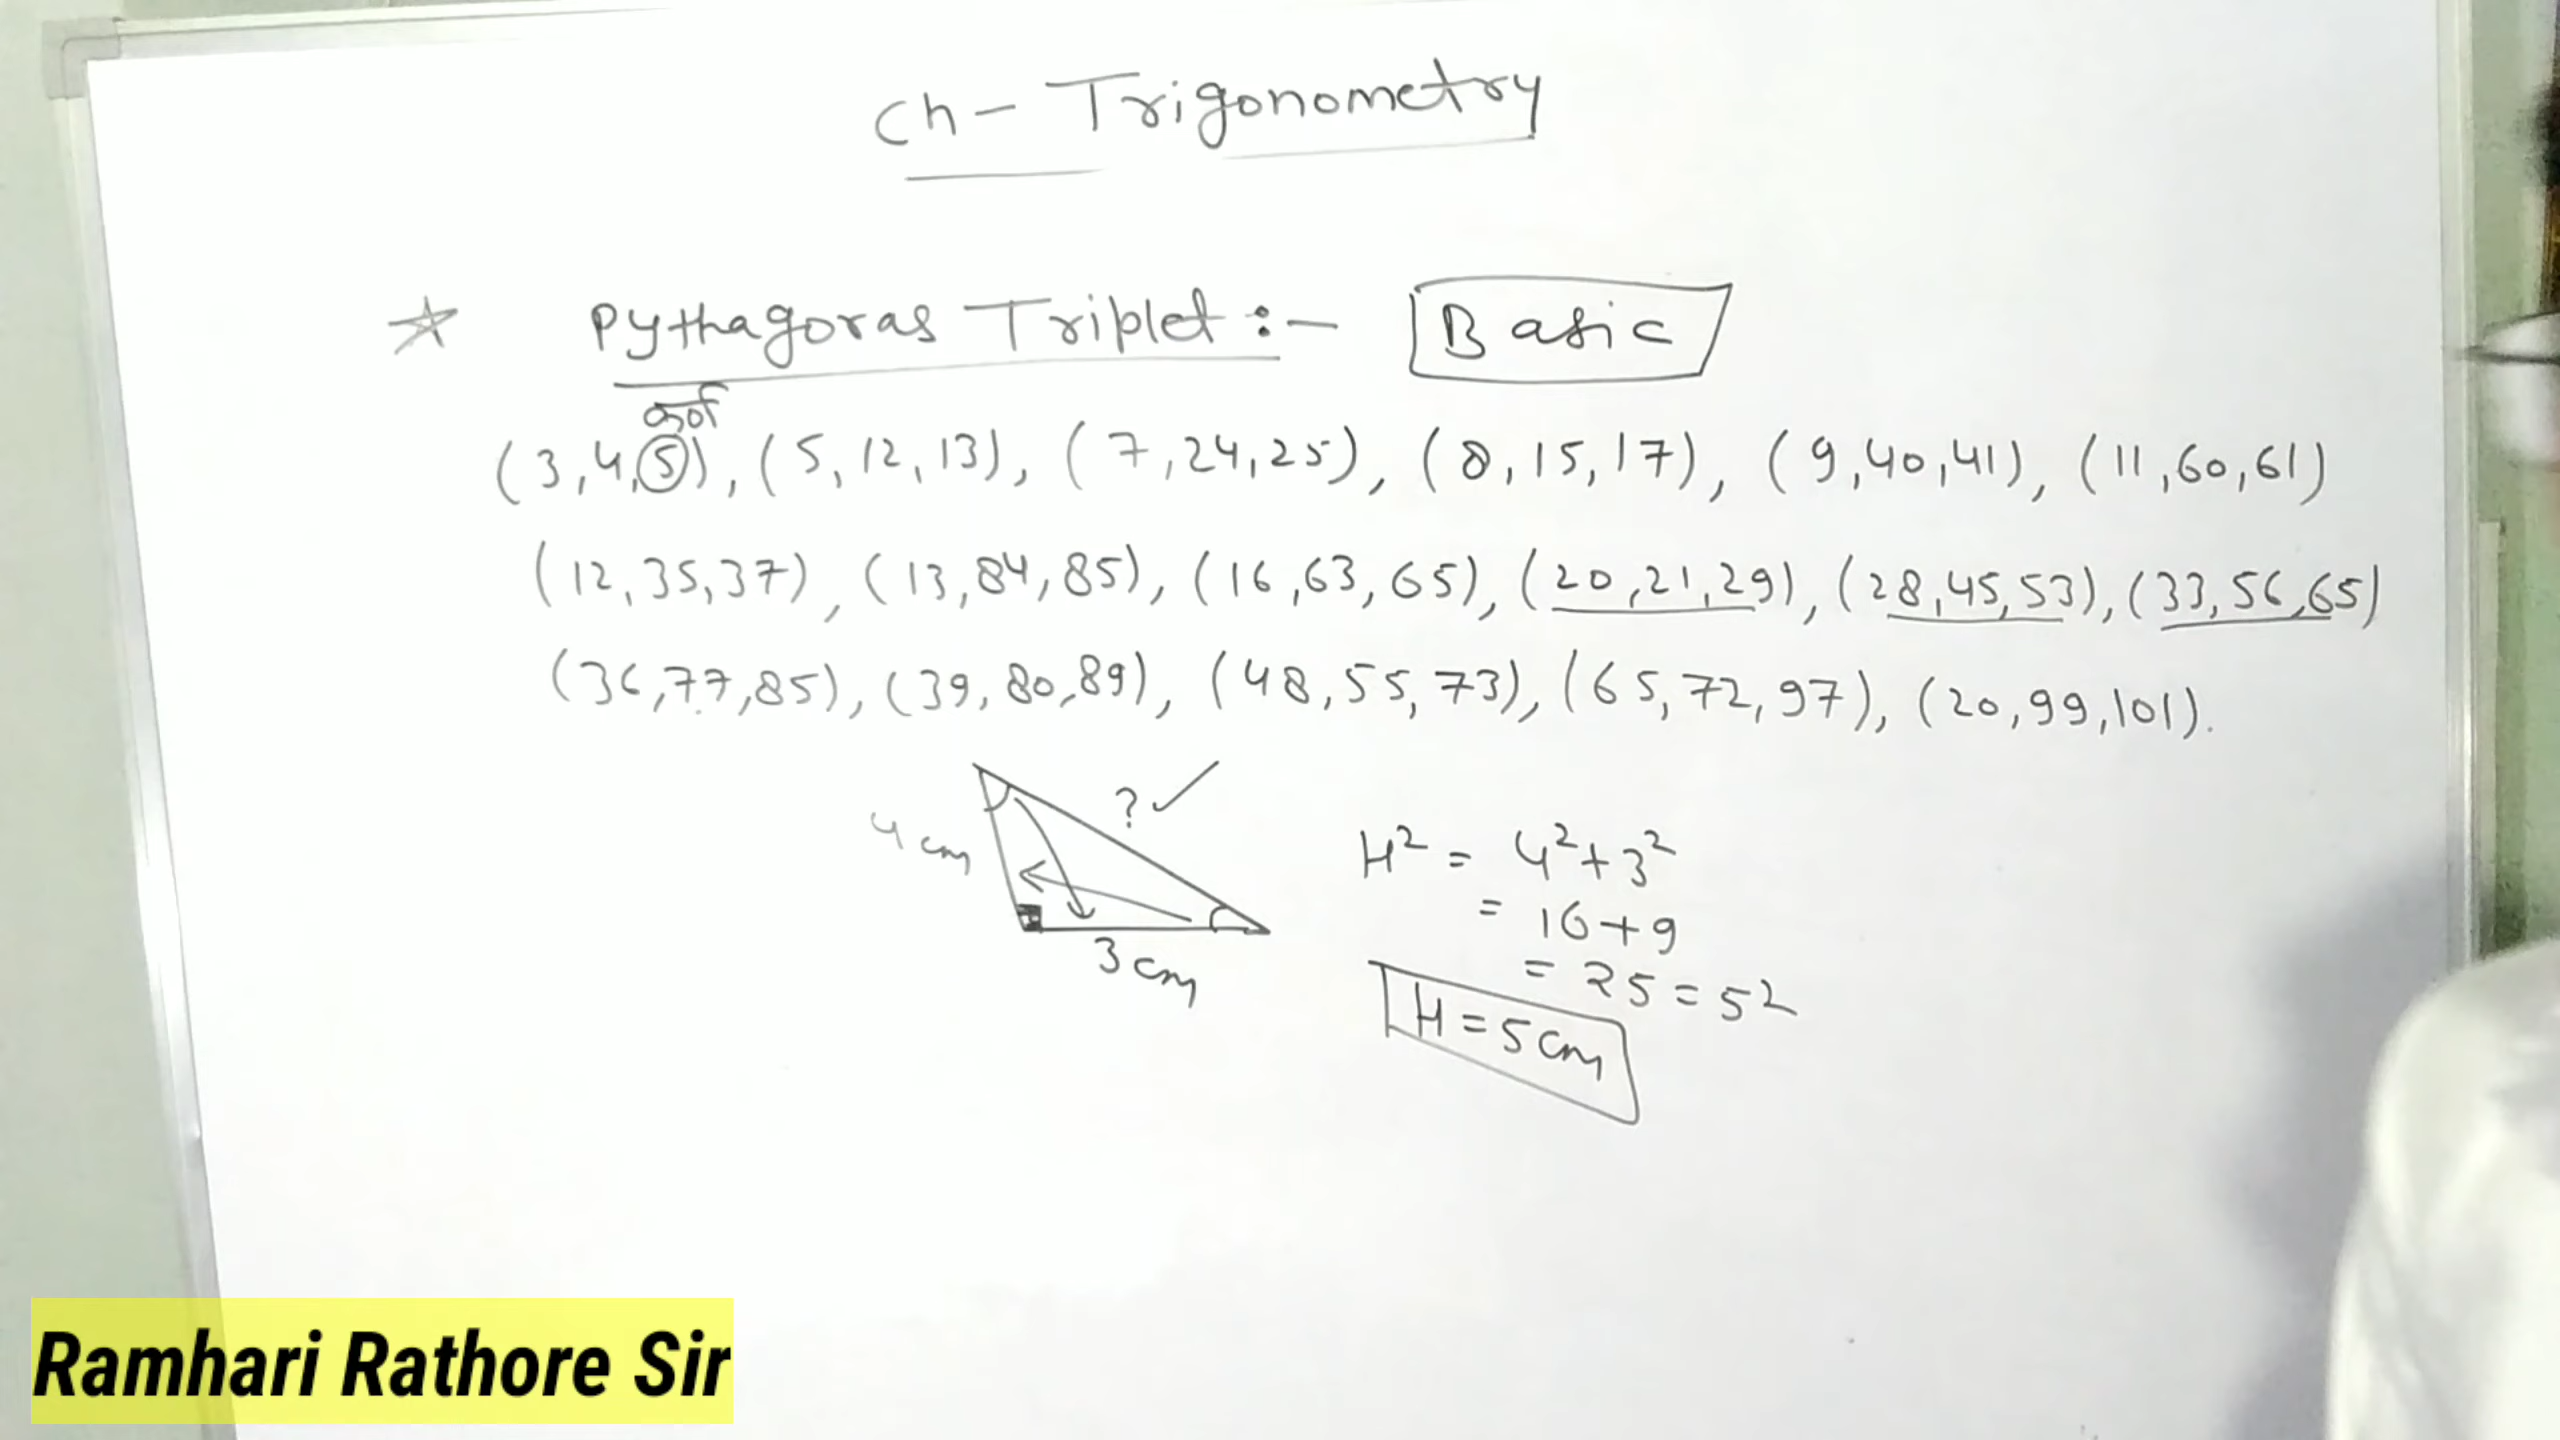 Ch - Trigonometry
☆ Pythagoras Triplet :- Basic
कर्ण
(3,4,5), (5,12,13), (7,24,25), (8,15,17), (9,40,41), (11,60,61)
(12,35,37), (13,84,85), (16,63,65), (20,21,29), (28,45,53), (33,56,65)
(36,77,85), (39,80,89), (48,55,73), (65,72,97), (20,99,101).
? ✓
4 cm
3 cm
H² = 4²+3²
= 16+9
= 25 = 5²
H = 5 cm
Ramhari Rathore Sir